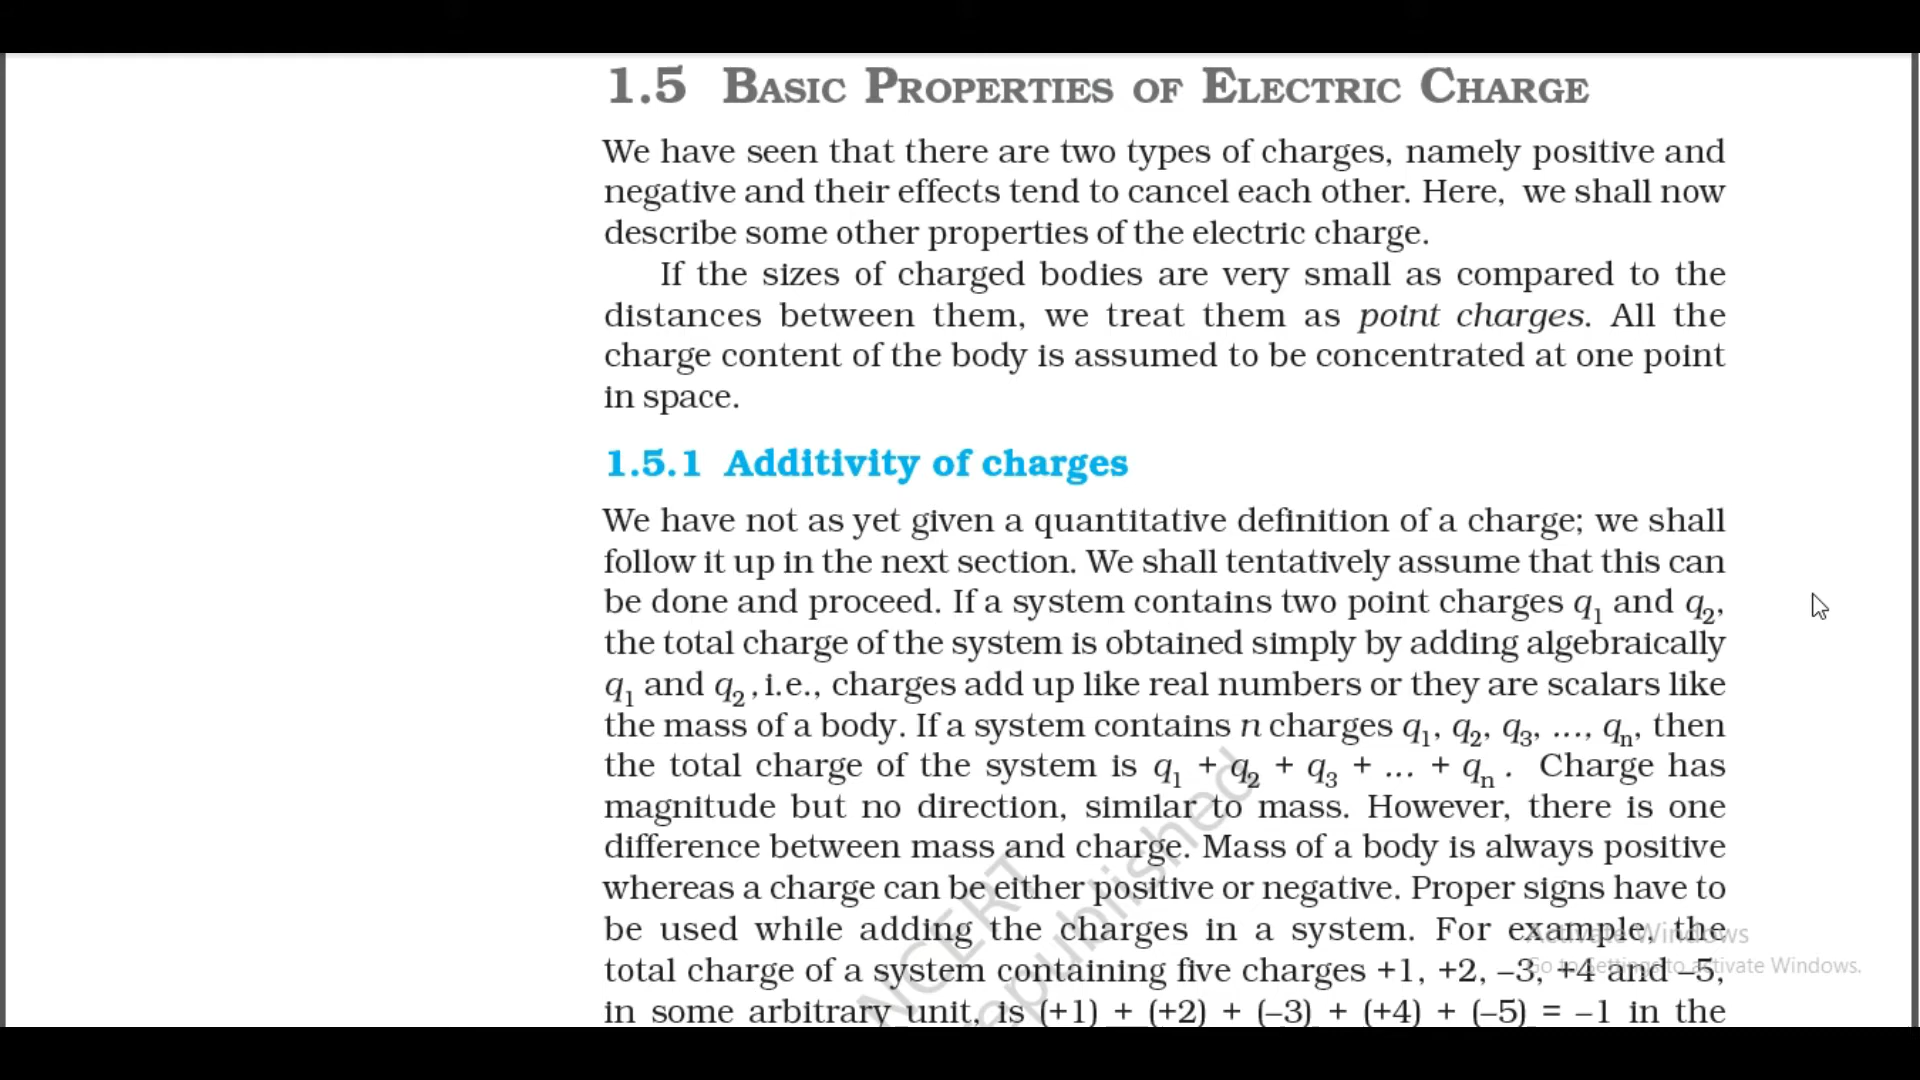 1.5 BASIC PROPERTIES OF ELECTRIC CHARGE
We have seen that there are two types of charges, namely positive and
negative and their effects tend to cancel each other. Here, we shall now
describe some other properties of the electric charge.
If the sizes of charged bodies are very small as compared to the
distances between them, we treat them as point charges. All the
charge content of the body is assumed to be concentrated at one point
in space.
1.5.1 Additivity of charges
We have not as yet given a quantitative definition of a charge; we shall
follow it up in the next section. We shall tentatively assume that this can
be done and proceed. If a system contains two point charges q₁ and q₂,
the total charge of the system is obtained simply by adding algebraically
q₁ and q₂ , i.e., charges add up like real numbers or they are scalars like
the mass of a body. If a system contains n charges q₁, q₂, q₃, ..., qₙ, then
the total charge of the system is q₁ + q₂ + q₃ + ... + qₙ . Charge has
magnitude but no direction, similar to mass. However, there is one
difference between mass and charge. Mass of a body is always positive
whereas a charge can be either positive or negative. Proper signs have to
be used while adding the charges in a system. For example, the
total charge of a system containing five charges +1, +2, –3, +4 and –5,
in some arbitrary unit, is (+1) + (+2) + (–3) + (+4) + (–5) = –1 in the
NCERT
republished
Activate Windows
Go to Settings to activate Windows.